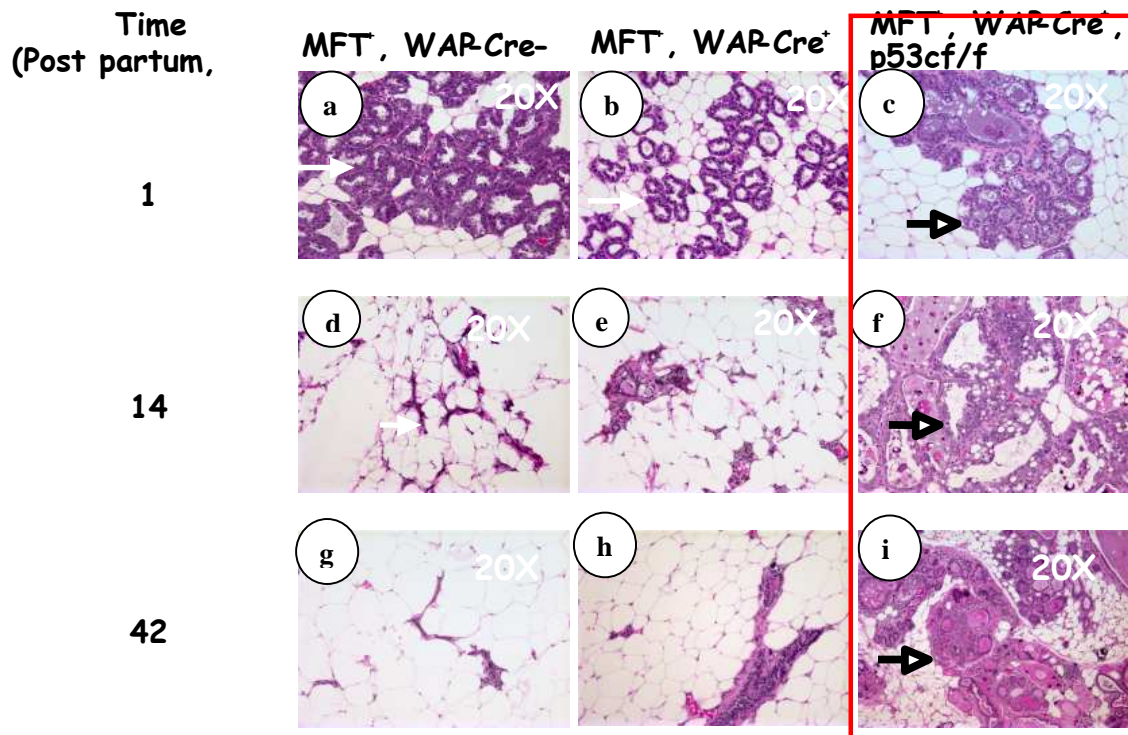 Time
(Post partum,
MFT+, WAP-Cre-
MFT+, WAP-Cre+
MFT+, WAP-Cre+,
p53cf/f
a
20X
b
20X
c
20X
1
d
20X
e
20X
f
20X
14
g
20X
h
i
20X
42